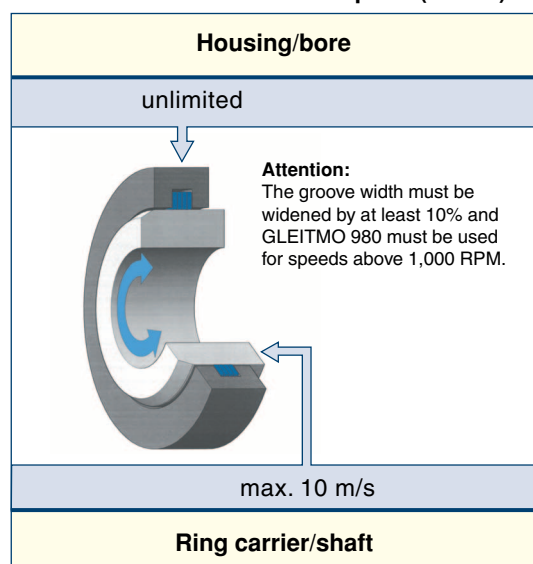 Housing/bore
unlimited
Attention:
The groove width must be
widened by at least 10% and
GLEITMO 980 must be used
for speeds above 1,000 RPM.
max. 10 m/s
Ring carrier/shaft